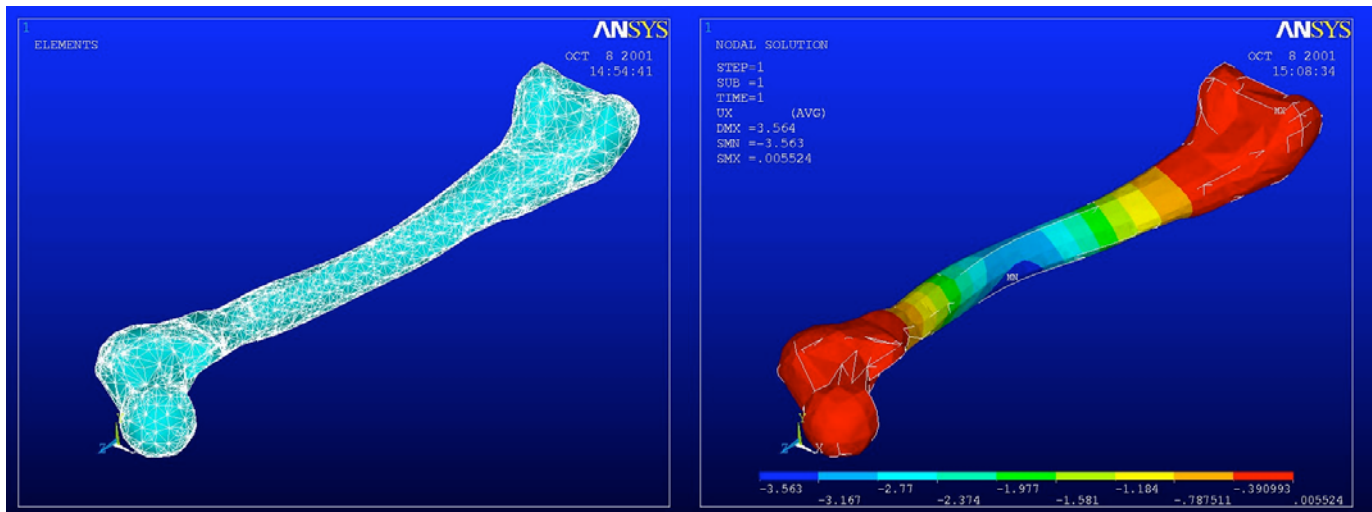 1
ANSYS
ELEMENTS
OCT 8 2001
14:54:41
Y
Z
1
ANSYS
NODAL SOLUTION
OCT 8 2001
15:08:34
STEP=1
SUB =1
TIME=1
UX (AVG)
DMX =3.564
SMN =-3.563
SMX =.005524
MX
MN
Y
Z X
-3.563 -2.77 -1.977 -1.184 -.390993
-3.167 -2.374 -1.581 -.787511 .005524